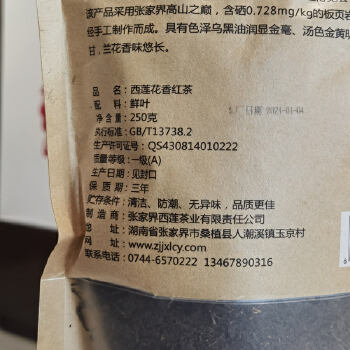 该产品采用张家界高山之巅，含硒0.728mg/kg的板页岩
经手工制作而成。具有色泽乌黑油润显金毫、汤色金黄明
甘，兰花香味悠长。
品 名：西莲花香红茶
配 料：鲜叶
净含量：250克
执行标准：GB/T13738.2
生产许可证号：QS430814010222
质量等级：一级(A)
生产日期：见封口
保 质 期：三年
贮存条件：清洁、防潮、无异味，品质更佳
制 造 商：张家界西莲茶业有限责任公司
地 址：湖南省张家界市桑植县人潮溪镇玉京村
网 址：www.zjjxlcy.com
联系电话：0744-6570222 13467890316